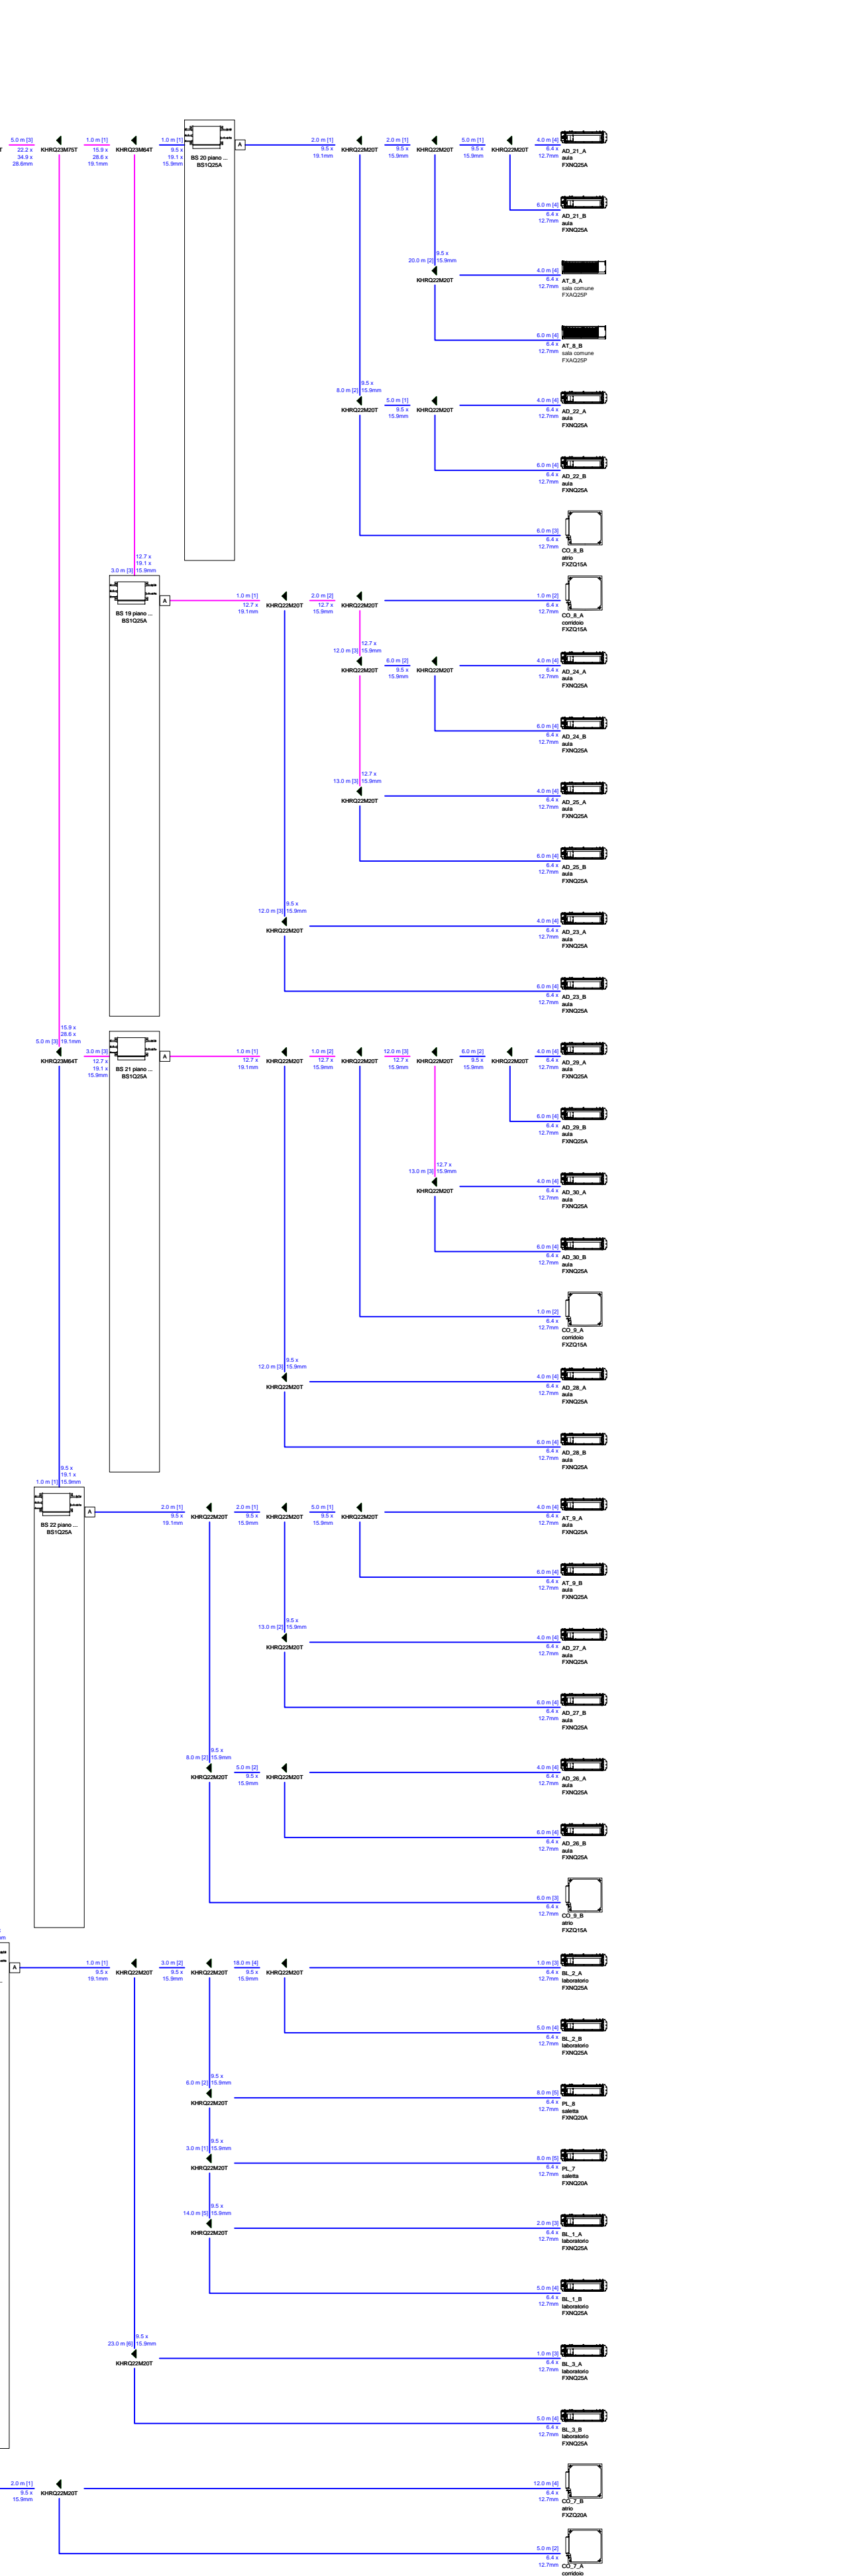 5.0 m [3]
22.2 x
34.9 x
28.6mm
T
KHRQ23M75T
1.0 m [1]
15.9 x
28.6 x
19.1mm
KHRQ23M64T
1.0 m [1]
9.5 x
19.1 x
15.9mm
BS 20 piano ...
BS1Q25A
A
2.0 m [1]
9.5 x
19.1mm
KHRQ22M20T
2.0 m [1]
9.5 x
15.9mm
KHRQ22M20T
5.0 m [1]
9.5 x
15.9mm
KHRQ22M20T
4.0 m [4]
6.4 x
12.7mm
AD_21_A
aula
FXNQ25A
6.0 m [4]
6.4 x
12.7mm
AD_21_B
aula
FXNQ25A
9.5 x
20.0 m [2] 15.9mm
KHRQ22M20T
4.0 m [4]
6.4 x
12.7mm
AT_8_A
sala comune
FXAQ25P
6.0 m [4]
6.4 x
12.7mm
AT_8_B
sala comune
FXAQ25P
9.5 x
8.0 m [2] 15.9mm
KHRQ22M20T
5.0 m [1]
9.5 x
15.9mm
KHRQ22M20T
4.0 m [4]
6.4 x
12.7mm
AD_22_A
aula
FXNQ25A
6.0 m [4]
6.4 x
12.7mm
AD_22_B
aula
FXNQ25A
6.0 m [3]
6.4 x
12.7mm
CO_8_B
atrio
FXZQ15A
12.7 x
19.1 x
3.0 m [3] 15.9mm
BS 19 piano ...
BS1Q25A
A
1.0 m [1]
12.7 x
19.1mm
KHRQ22M20T
2.0 m [2]
12.7 x
15.9mm
KHRQ22M20T
1.0 m [2]
6.4 x
12.7mm
CO_8_A
corridoio
FXZQ15A
12.7 x
12.0 m [3] 15.9mm
KHRQ22M20T
6.0 m [2]
9.5 x
15.9mm
KHRQ22M20T
4.0 m [4]
6.4 x
12.7mm
AD_24_A
aula
FXNQ25A
6.0 m [4]
6.4 x
12.7mm
AD_24_B
aula
FXNQ25A
12.7 x
13.0 m [3] 15.9mm
KHRQ22M20T
4.0 m [4]
6.4 x
12.7mm
AD_25_A
aula
FXNQ25A
6.0 m [4]
6.4 x
12.7mm
AD_25_B
aula
FXNQ25A
9.5 x
12.0 m [3] 15.9mm
KHRQ22M20T
4.0 m [4]
6.4 x
12.7mm
AD_23_A
aula
FXNQ25A
6.0 m [4]
6.4 x
12.7mm
AD_23_B
aula
FXNQ25A
15.9 x
28.6 x
5.0 m [3] 19.1mm
KHRQ23M64T
3.0 m [3]
12.7 x
19.1 x
15.9mm
BS 21 piano ...
BS1Q25A
A
1.0 m [1]
12.7 x
19.1mm
KHRQ22M20T
1.0 m [2]
12.7 x
15.9mm
KHRQ22M20T
12.0 m [3]
12.7 x
15.9mm
KHRQ22M20T
6.0 m [2]
9.5 x
15.9mm
KHRQ22M20T
4.0 m [4]
6.4 x
12.7mm
AD_29_A
aula
FXNQ25A
6.0 m [4]
6.4 x
12.7mm
AD_29_B
aula
FXNQ25A
12.7 x
13.0 m [3] 15.9mm
KHRQ22M20T
4.0 m [4]
6.4 x
12.7mm
AD_30_A
aula
FXNQ25A
6.0 m [4]
6.4 x
12.7mm
AD_30_B
aula
FXNQ25A
1.0 m [2]
6.4 x
12.7mm
CO_9_A
corridoio
FXZQ15A
9.5 x
12.0 m [3] 15.9mm
KHRQ22M20T
4.0 m [4]
6.4 x
12.7mm
AD_28_A
aula
FXNQ25A
6.0 m [4]
6.4 x
12.7mm
AD_28_B
aula
FXNQ25A
9.5 x
19.1 x
1.0 m [1] 15.9mm
BS 22 piano ...
BS1Q25A
A
2.0 m [1]
9.5 x
19.1mm
KHRQ22M20T
2.0 m [1]
9.5 x
15.9mm
KHRQ22M20T
5.0 m [1]
9.5 x
15.9mm
KHRQ22M20T
4.0 m [4]
6.4 x
12.7mm
AT_9_A
aula
FXNQ25A
6.0 m [4]
6.4 x
12.7mm
AT_9_B
aula
FXNQ25A
9.5 x
13.0 m [2] 15.9mm
KHRQ22M20T
4.0 m [4]
6.4 x
12.7mm
AD_27_A
aula
FXNQ25A
6.0 m [4]
6.4 x
12.7mm
AD_27_B
aula
FXNQ25A
9.5 x
8.0 m [2] 15.9mm
KHRQ22M20T
5.0 m [2]
9.5 x
15.9mm
KHRQ22M20T
4.0 m [4]
6.4 x
12.7mm
AD_26_A
aula
FXNQ25A
6.0 m [4]
6.4 x
12.7mm
AD_26_B
aula
FXNQ25A
6.0 m [3]
6.4 x
12.7mm
CO_9_B
atrio
FXZQ15A
A
1.0 m [1]
9.5 x
19.1mm
KHRQ22M20T
3.0 m [2]
9.5 x
15.9mm
KHRQ22M20T
18.0 m [4]
9.5 x
15.9mm
KHRQ22M20T
1.0 m [3]
6.4 x
12.7mm
BL_2_A
laboratorio
FXNQ25A
5.0 m [4]
6.4 x
12.7mm
BL_2_B
laboratorio
FXNQ25A
9.5 x
6.0 m [2] 15.9mm
KHRQ22M20T
8.0 m [5]
6.4 x
12.7mm
PL_8
saletta
FXNQ20A
9.5 x
3.0 m [1] 15.9mm
KHRQ22M20T
8.0 m [5]
6.4 x
12.7mm
PL_7
saletta
FXNQ20A
9.5 x
14.0 m [5] 15.9mm
KHRQ22M20T
2.0 m [3]
6.4 x
12.7mm
BL_1_A
laboratorio
FXNQ25A
5.0 m [4]
6.4 x
12.7mm
BL_1_B
laboratorio
FXNQ25A
9.5 x
23.0 m [6] 15.9mm
KHRQ22M20T
1.0 m [3]
6.4 x
12.7mm
BL_3_A
laboratorio
FXNQ25A
5.0 m [4]
6.4 x
12.7mm
BL_3_B
laboratorio
FXNQ25A
2.0 m [1]
9.5 x
15.9mm
KHRQ22M20T
12.0 m [4]
6.4 x
12.7mm
CO_7_B
atrio
FXZQ20A
5.0 m [2]
6.4 x
12.7mm
CO_7_A
corridoio